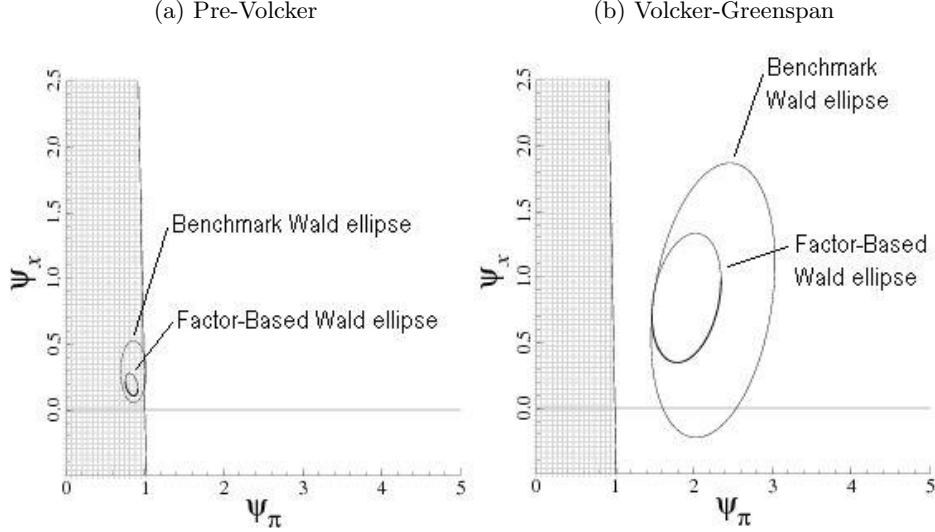 (a) Pre-Volcker
2.5
2.0
1.5
1.0
0.5
0.0
ψx
Benchmark Wald ellipse
Factor-Based Wald ellipse
0 1 2 3 4 5
ψπ
(b) Volcker-Greenspan
2.5
2.0
1.5
1.0
0.5
0.0
ψx
Benchmark
Wald ellipse
Factor-Based
Wald ellipse
0 1 2 3 4 5
ψπ